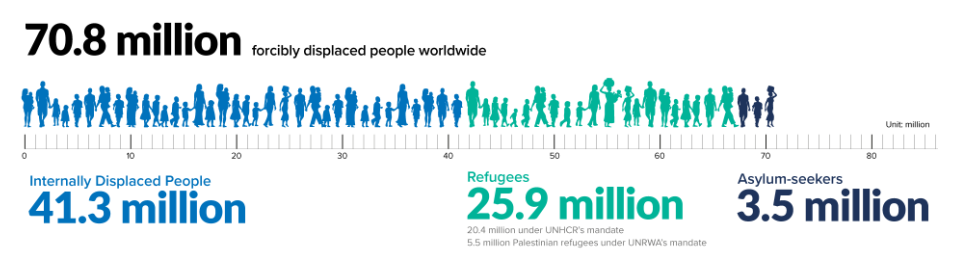 70.8 million forcibly displaced people worldwide
Unit: million
0 10 20 30 40 50 60 70 80
Internally Displaced People
41.3 million
Refugees
25.9 million
20.4 million under UNHCR's mandate
5.5 million Palestinian refugees under UNRWA's mandate
Asylum-seekers
3.5 million